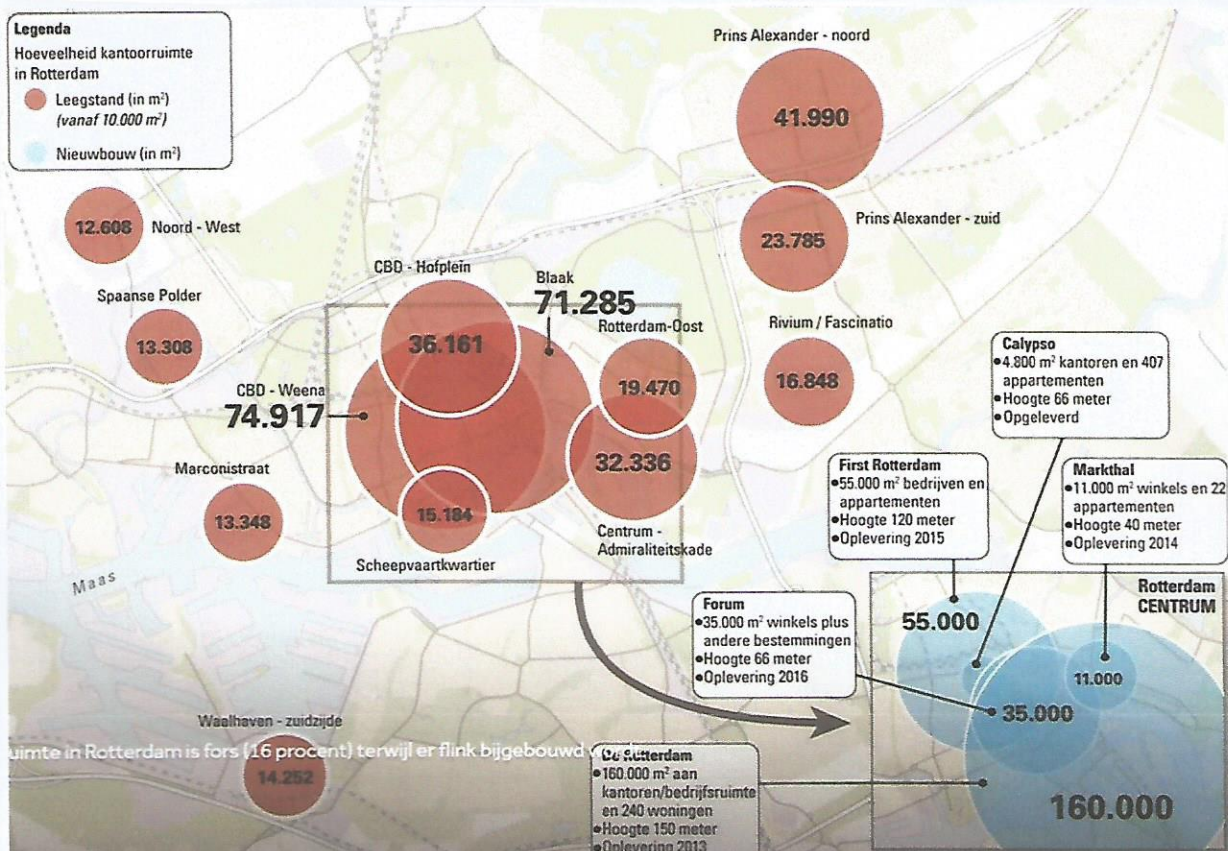 Legenda
Hoeveelheid kantoorruimte
in Rotterdam
Leegstand (in m²)
(vanaf 10.000 m²)
Nieuwbouw (in m²)
Prins Alexander - noord
41.990
12.608
Noord - West
23.785
Prins Alexander - zuid
CBD - Hofplein
36.161
Blaak
71.285
Spaanse Polder
13.308
Rotterdam-Oost
19.470
Rivium / Fascinatio
16.848
CBD - Weena
74.917
32.336
Centrum -
Admiraliteitskade
Marconistraat
13.348
15.184
Scheepvaartkwartier
Maas
Calypso
•4.800 m² kantoren en 407
appartementen
•Hoogte 66 meter
•Opgeleverd
First Rotterdam
•55.000 m² bedrijven en
appartementen
•Hoogte 120 meter
•Oplevering 2015
Markthal
•11.000 m² winkels en 22
appartementen
•Hoogte 40 meter
•Oplevering 2014
Forum
•35.000 m² winkels plus
andere bestemmingen
•Hoogte 66 meter
•Oplevering 2016
Rotterdam
CENTRUM
55.000
11.000
35.000
160.000
Waalhaven - zuidzijde
14.252
uimte in Rotterdam is fors (16 procent) terwijl er flink bijgebouwd
Rotterdam
•160.000 m² aan
kantoren/bedrijfsruimte
en 240 woningen
•Hoogte 150 meter
•Oplevering 2013